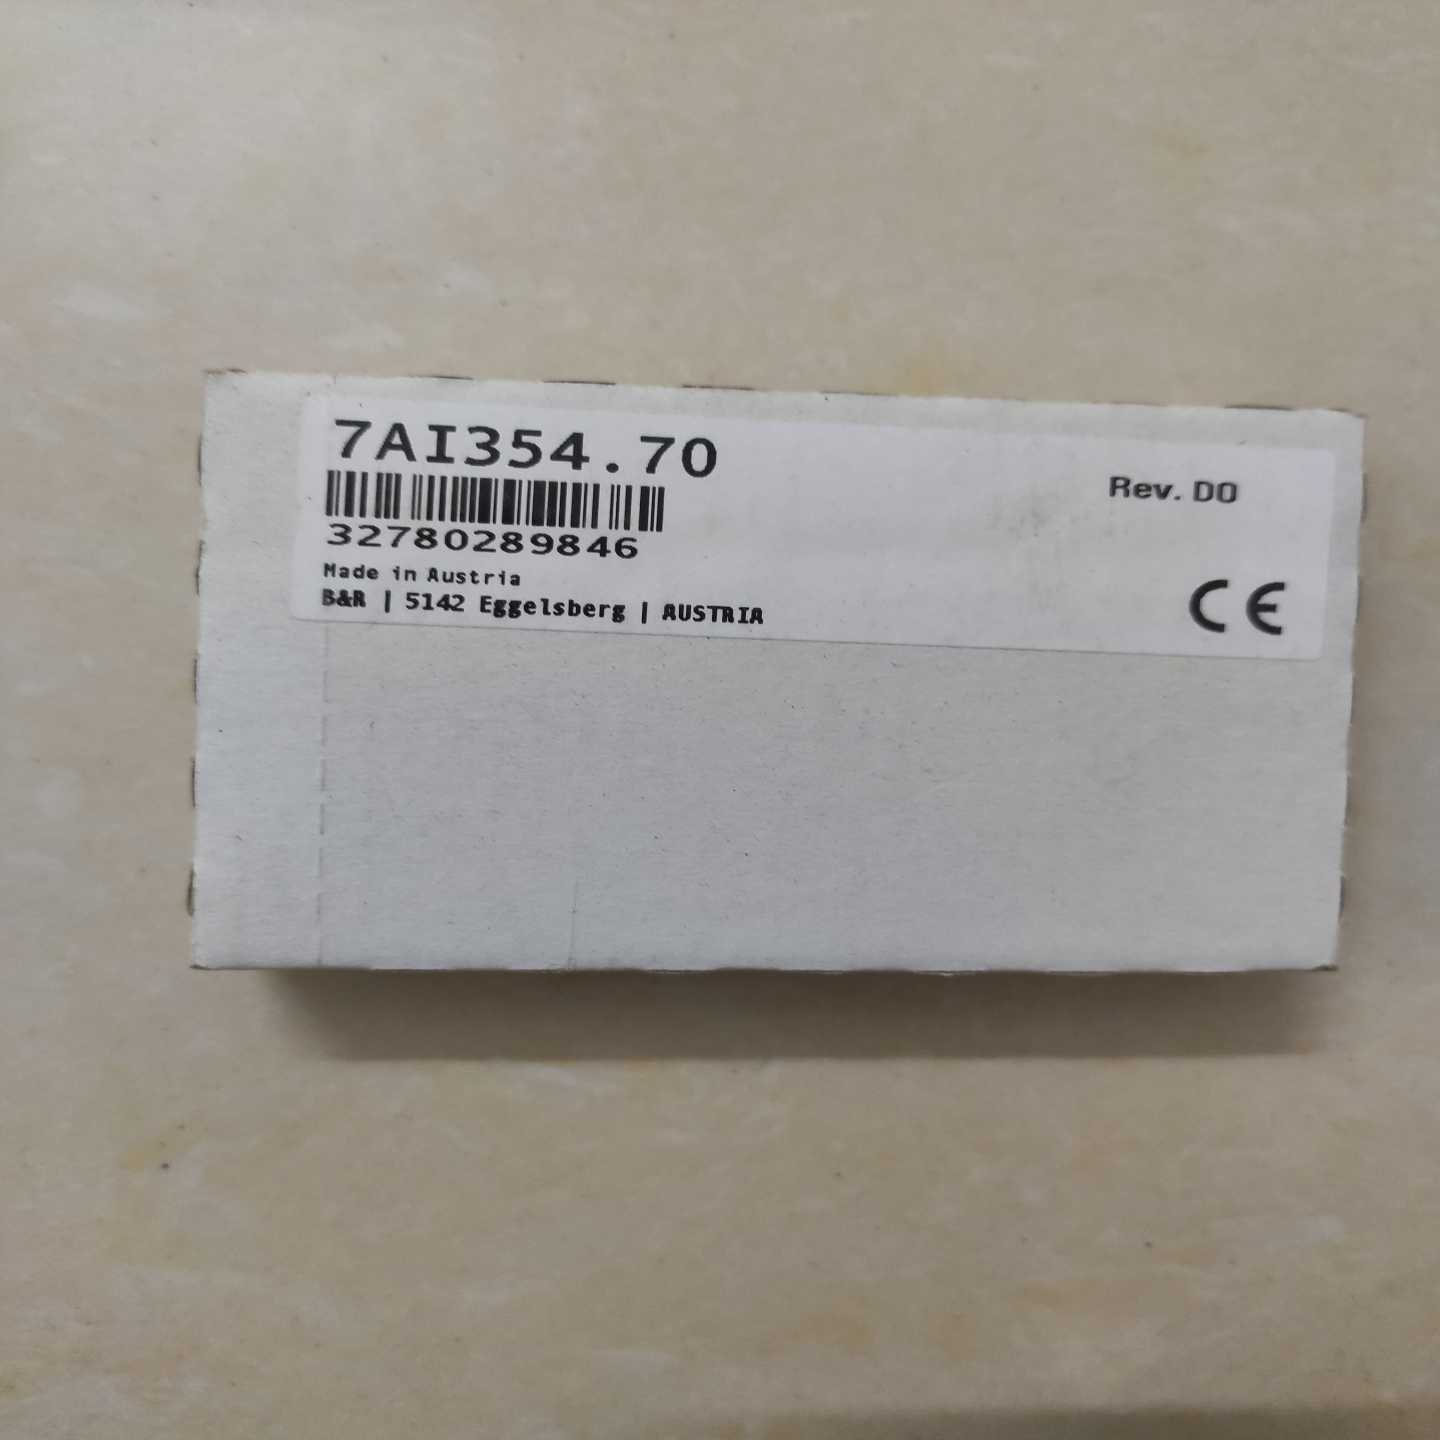 7AI354.70
Rev. D0
32780289846
Made in Austria
B&R | 5142 Eggelsberg | AUSTRIA
CE